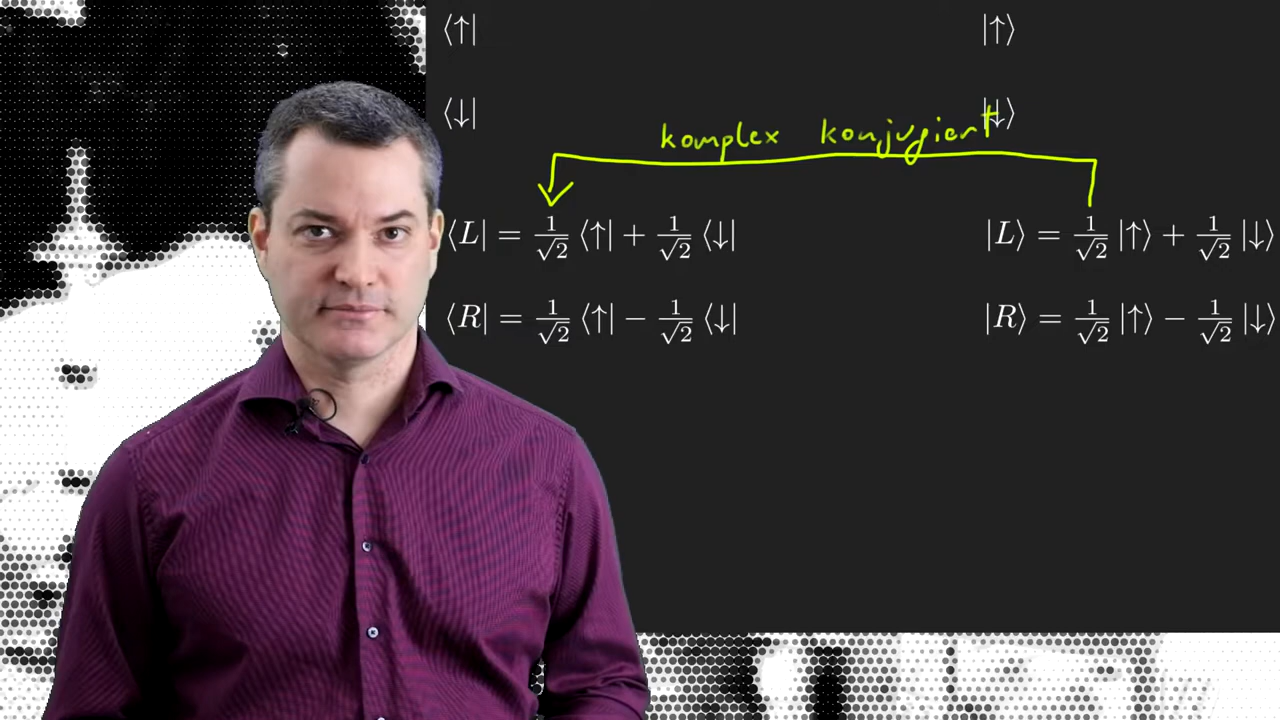 ⟨↑| |↑⟩
⟨↓| |↓⟩
komplex konjugiert
⟨L| = 1/√2 ⟨↑| + 1/√2 ⟨↓| |L⟩ = 1/√2 |↑⟩ + 1/√2 |↓⟩
⟨R| = 1/√2 ⟨↑| − 1/√2 ⟨↓| |R⟩ = 1/√2 |↑⟩ − 1/√2 |↓⟩